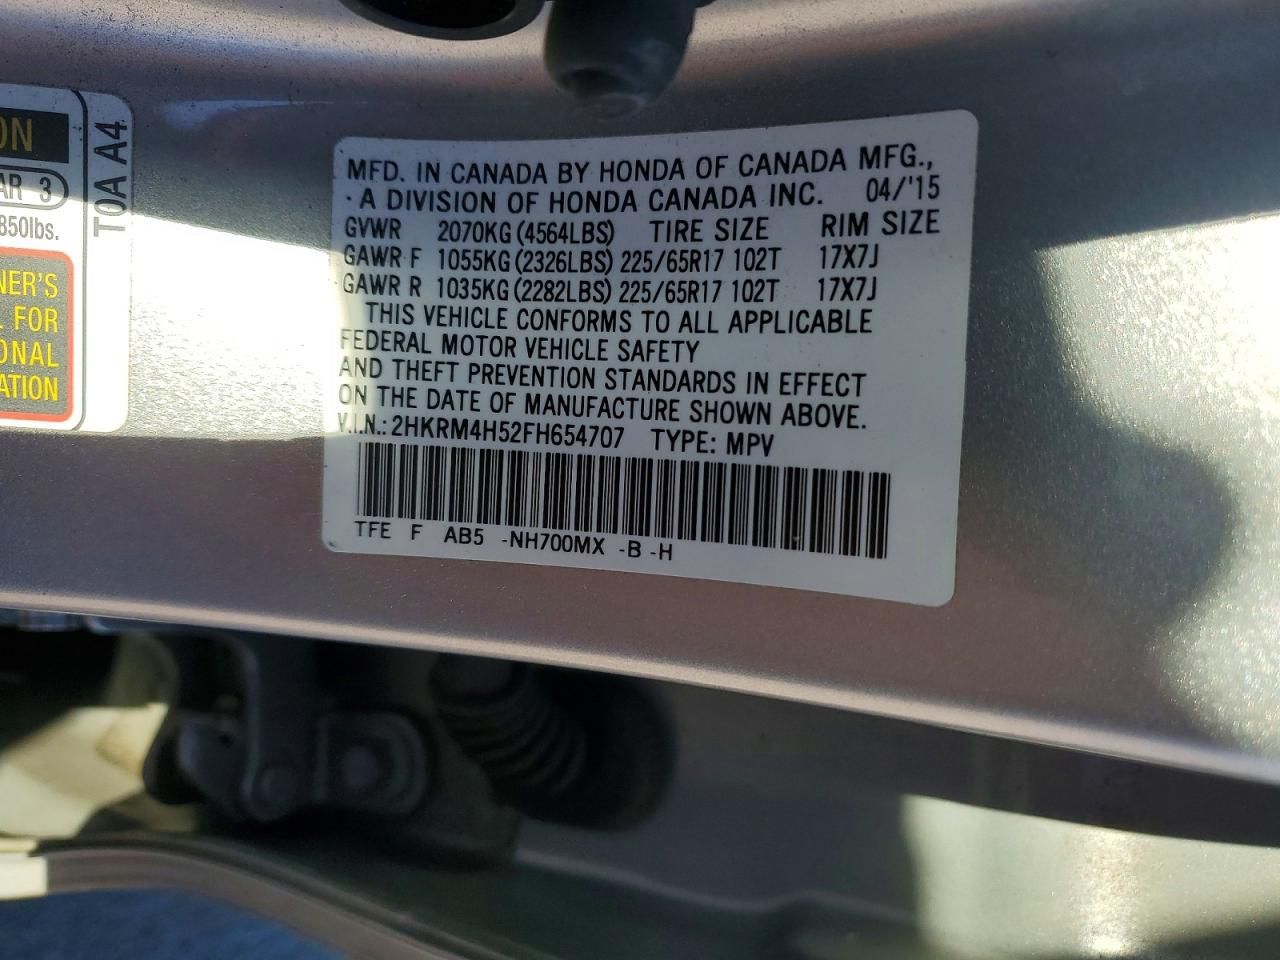 ON
AR 3
850lbs.
NER'S
FOR
ONAL
ATION
T0A A4
MFD. IN CANADA BY HONDA OF CANADA MFG.,
A DIVISION OF HONDA CANADA INC. 04/'15
GVWR 2070KG (4564LBS) TIRE SIZE RIM SIZE
GAWR F 1055KG (2326LBS) 225/65R17 102T 17X7J
GAWR R 1035KG (2282LBS) 225/65R17 102T 17X7J
THIS VEHICLE CONFORMS TO ALL APPLICABLE
FEDERAL MOTOR VEHICLE SAFETY
AND THEFT PREVENTION STANDARDS IN EFFECT
ON THE DATE OF MANUFACTURE SHOWN ABOVE.
V.I.N.: 2HKRM4H52FH654707 TYPE: MPV
TFE F AB5 -NH700MX -B -H